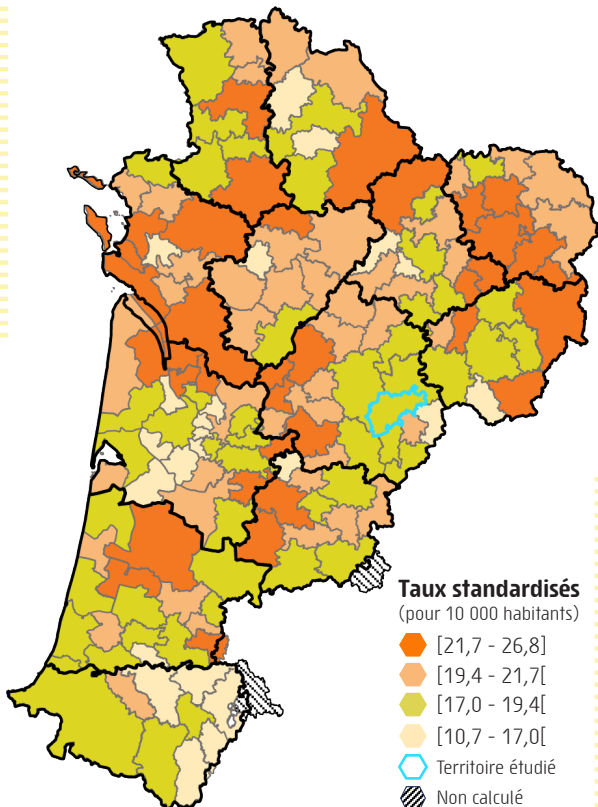 Taux standardisés
(pour 10 000 habitants)
[21,7 - 26,8]
[19,4 - 21,7[
[17,0 - 19,4[
[10,7 - 17,0[
Territoire étudié
Non calculé